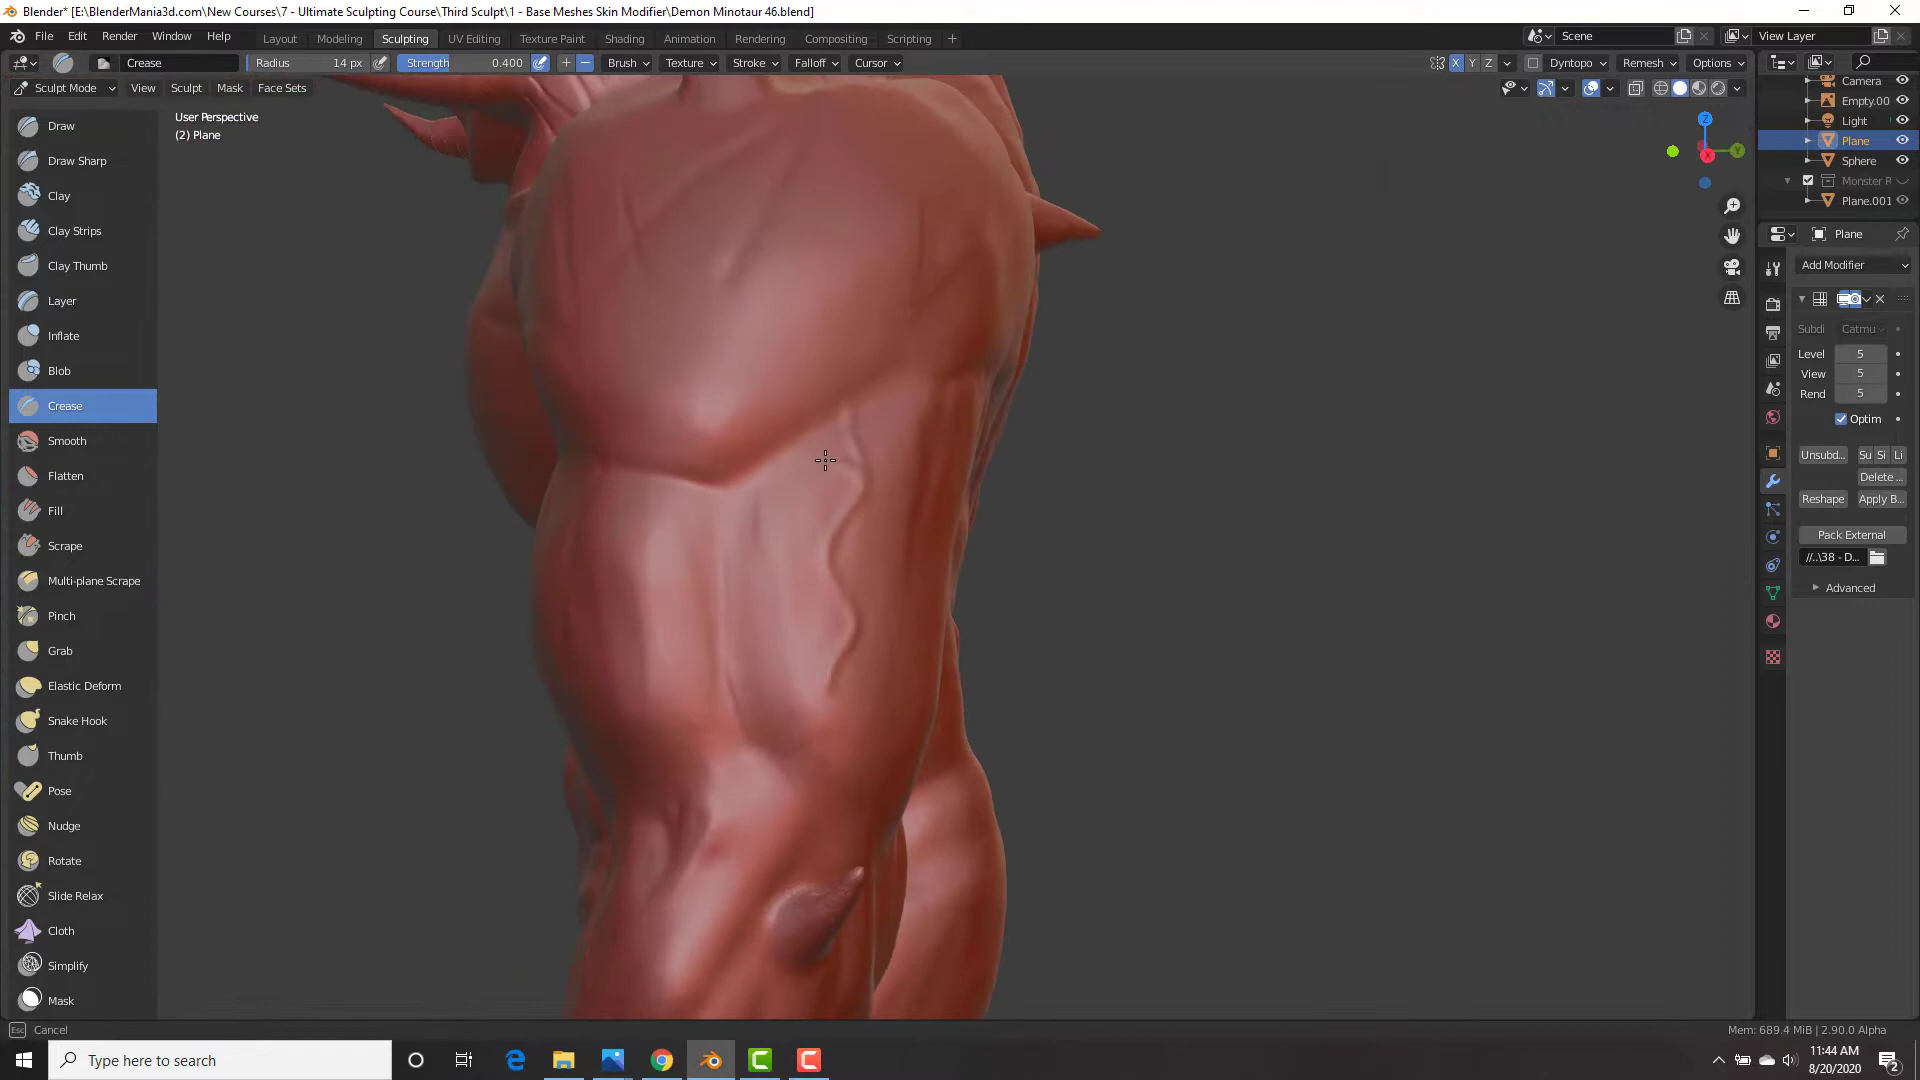 Blender* [E:\BlenderMania3d.com\New Courses\7 - Ultimate Sculpting Course\Third Sculpt\1 - Base Meshes Skin Modifier\Demon Minotaur 46.blend]
File Edit Render Window Help Layout Modeling Sculpting UV Editing Texture Paint Shading Animation Rendering Compositing Scripting + Scene View Layer
Crease Radius 14 px Strength 0.400 Brush Texture Stroke Falloff Cursor X Y Z Dyntopo Remesh Options
Sculpt Mode View Sculpt Mask Face Sets
User Perspective
(2) Plane
Draw
Draw Sharp
Clay
Clay Strips
Clay Thumb
Layer
Inflate
Blob
Crease
Smooth
Flatten
Fill
Scrape
Multi-plane Scrape
Pinch
Grab
Elastic Deform
Snake Hook
Thumb
Pose
Nudge
Rotate
Slide Relax
Cloth
Simplify
Mask
Z
Y
X
Camera
Empty.00
Light
Plane
Sphere
Monster R
Plane.001
Plane
Add Modifier
Subdi Catmu
Level 5
View 5
Rend 5
Optim
Unsubd... Su Si Li
Delete ...
Reshape Apply B...
Pack External
//..\38 - D...
Advanced
Esc Cancel
Mem: 689.4 MiB | 2.90.0 Alpha
Type here to search
11:44 AM
8/20/2020
2